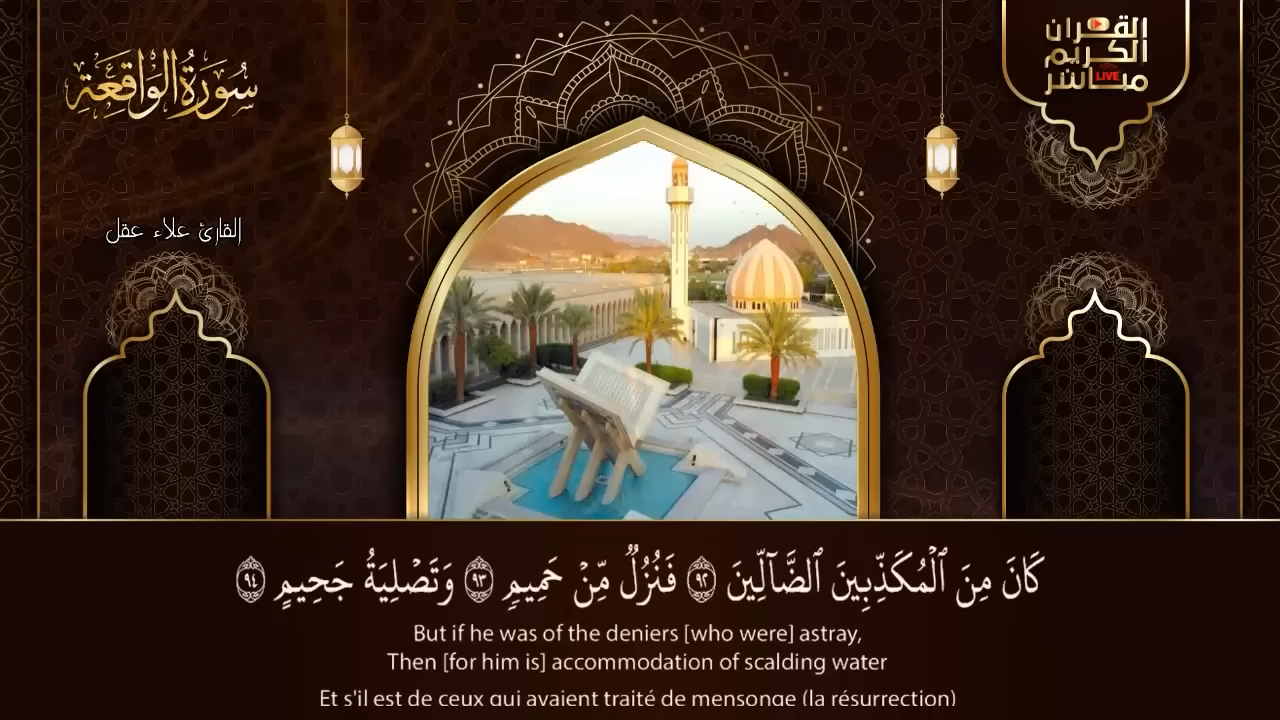 سُورَةُ الْوَاقِعَة
القرآن
الكريم
مباشر
LIVE
القارئ علاء عقل
كَانَ مِنَ ٱلْمُكَذِّبِينَ ٱلضَّآلِّينَ ٩٢ فَنُزُلٌ مِّنْ حَمِيمٍ ٩٣ وَتَصْلِيَةُ جَحِيمٍ ٩٤
But if he was of the deniers [who were] astray,
Then [for him is] accommodation of scalding water
Et s'il est de ceux qui avaient traité de mensonge (la résurrection)